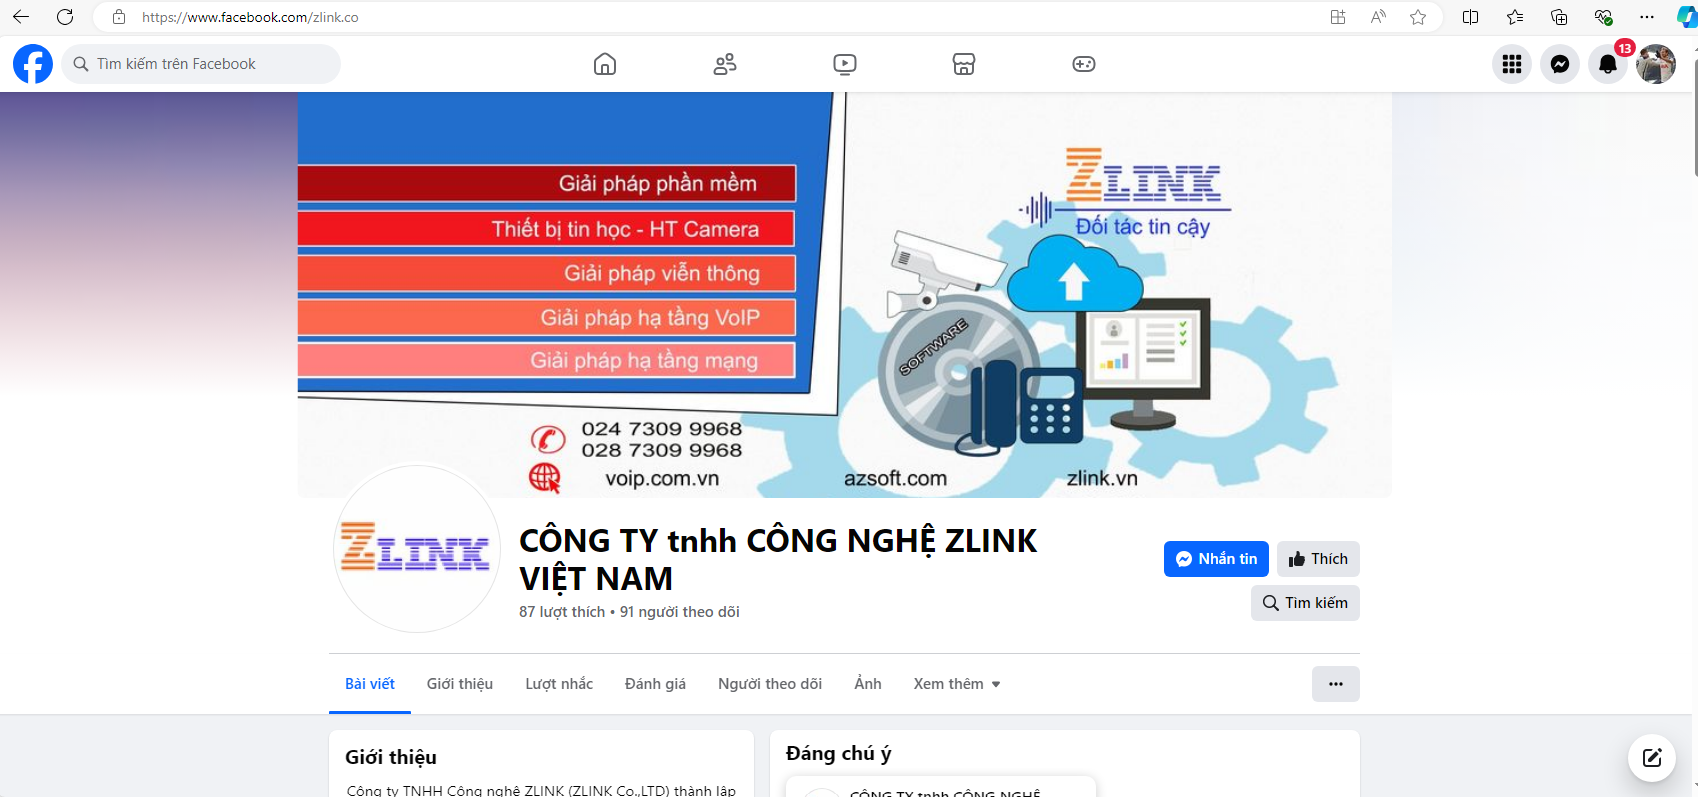 https://www.facebook.com/zlink.co
Tìm kiếm trên Facebook
13
Giải pháp phần mềm
Thiết bị tin học - HT Camera
Giải pháp viễn thông
Giải pháp hạ tầng VoIP
Giải pháp hạ tầng mạng
ZLINK
Đối tác tin cậy
SOFTWARE
024 7309 9968
028 7309 9968
voip.com.vn
azsoft.com
zlink.vn
ZLINK
CÔNG TY tnhh CÔNG NGHỆ ZLINK
VIỆT NAM
87 lượt thích • 91 người theo dõi
Nhắn tin
Thích
Tìm kiếm
Bài viết
Giới thiệu
Lượt nhắc
Đánh giá
Người theo dõi
Ảnh
Xem thêm
Giới thiệu
Công ty TNHH Công nghệ ZLINK (ZLINK Co.,LTD) thành lập
Đáng chú ý
CÔNG TY tnhh CÔNG NGHỆ